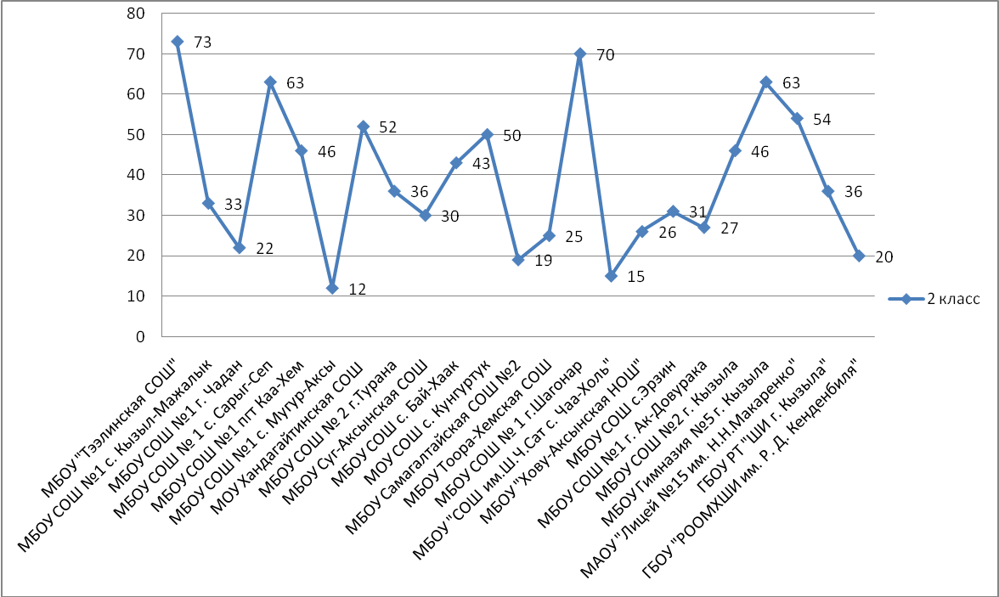 80
70
60
50
40
30
20
10
0
73
33
22
63
46
12
52
36
30
43
50
19
25
70
15
26
31
27
46
63
54
36
20
2 класс
МБОУ "Тээлинская СОШ"
МБОУ СОШ №1 с. Кызыл-Мажалык
МБОУ СОШ №1 г. Чадан
МБОУ СОШ № 1 с. Сарыг-Сеп
МБОУ СОШ №1 пгт Каа-Хем
МБОУ СОШ №1 с. Мугур-Аксы
МОУ Хандагайтинская СОШ
МБОУ СОШ № 2 г.Турана
МБОУ Суг-Аксынская СОШ
МБОУ СОШ с. Бай-Хаак
МОУ СОШ с. Кунгуртук
МБОУ Самагалтайская СОШ №2
МБОУ Тоора-Хемская СОШ
МБОУ СОШ № 1 г.Шагонар
МБОУ "СОШ им.Ш.Ч.Сат с. Чаа-Холь"
МБОУ "Хову-Аксынская НОШ"
МБОУ СОШ с.Эрзин
МБОУ СОШ №1 г. Ак-Довурака
МБОУ СОШ №2 г. Кызыла
МБОУ Гимназия №5 г. Кызыла
МАОУ "Лицей №15 им. Н.Н.Макаренко"
ГБОУ РТ "ШИ г. Кызыла"
ГБОУ "РООМХШИ им. Р. Д. Кенденбиля"